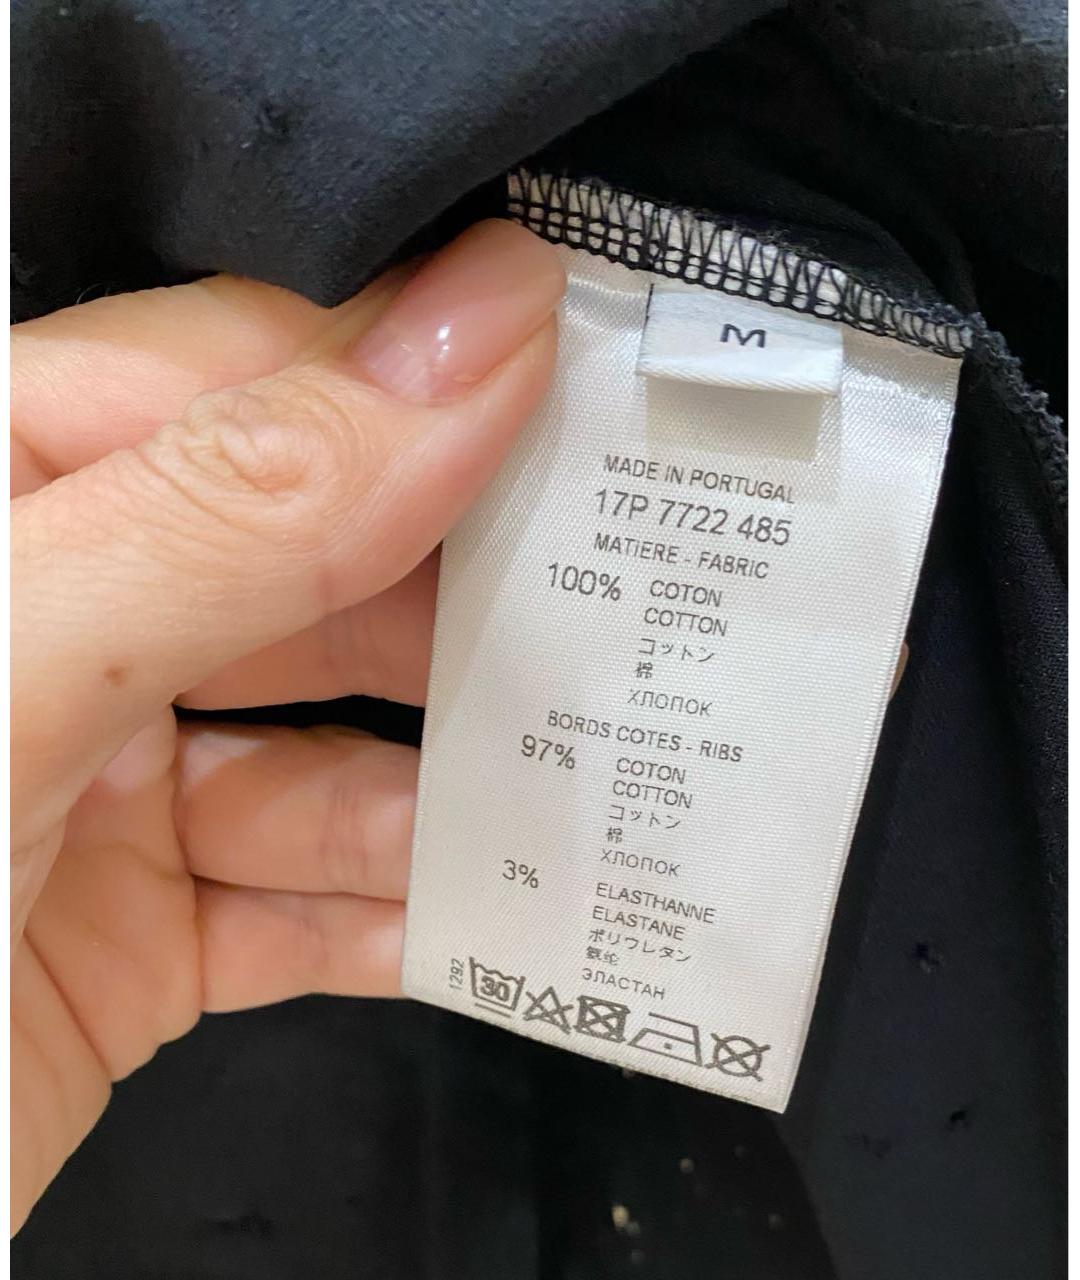 M
MADE IN PORTUGAL
17P 7722 485
MATIERE - FABRIC
100% COTON
COTTON
コットン
棉
ХЛОПОК
BORDS COTES - RIBS
97% COTON
COTTON
コットン
棉
ХЛОПОК
3% ELASTHANNE
ELASTANE
ポリウレタン
氨纶
ЭЛАСТАН
1292
30